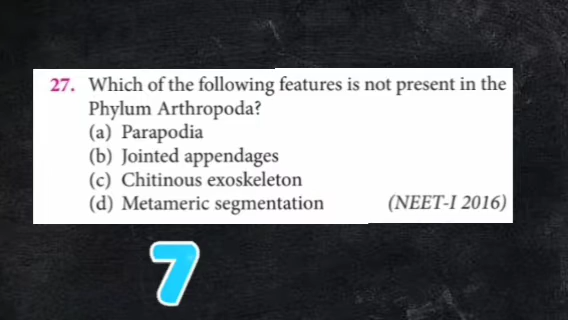 27. Which of the following features is not present in the
Phylum Arthropoda?
(a) Parapodia
(b) Jointed appendages
(c) Chitinous exoskeleton
(d) Metameric segmentation (NEET-I 2016)
7